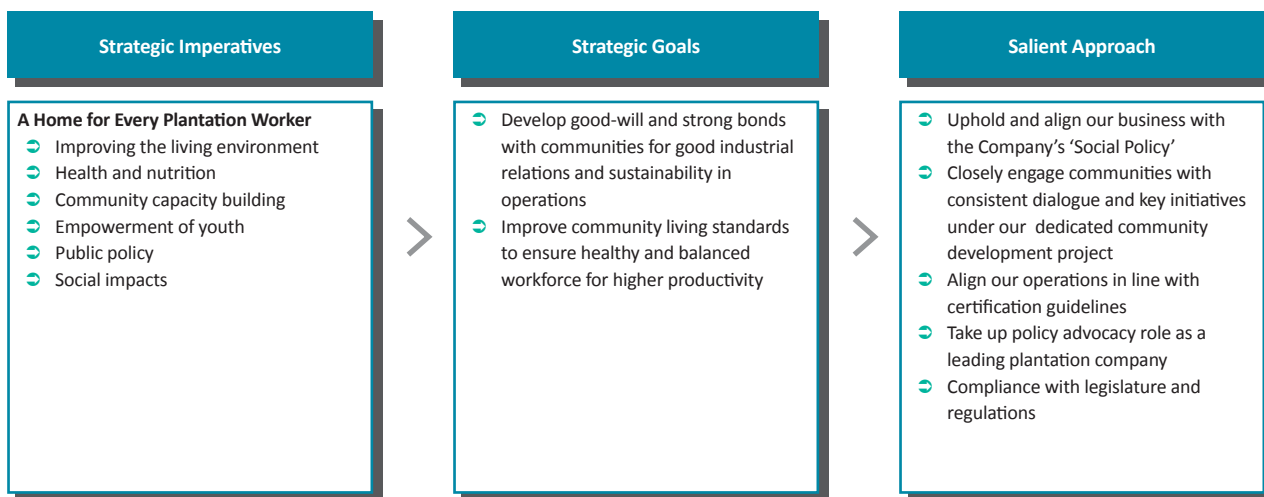 Strategic Imperatives
A Home for Every Plantation Worker
Improving the living environment
Health and nutrition
Community capacity building
Empowerment of youth
Public policy
Social impacts
Strategic Goals
Develop good-will and strong bonds
with communities for good industrial
relations and sustainability in
operations
Improve community living standards
to ensure healthy and balanced
workforce for higher productivity
Salient Approach
Uphold and align our business with
the Company's 'Social Policy'
Closely engage communities with
consistent dialogue and key initiatives
under our dedicated community
development project
Align our operations in line with
certification guidelines
Take up policy advocacy role as a
leading plantation company
Compliance with legislature and
regulations